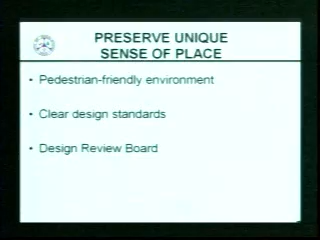 PRESERVE UNIQUE
SENSE OF PLACE
• Pedestrian-friendly environment
• Clear design standards
• Design Review Board